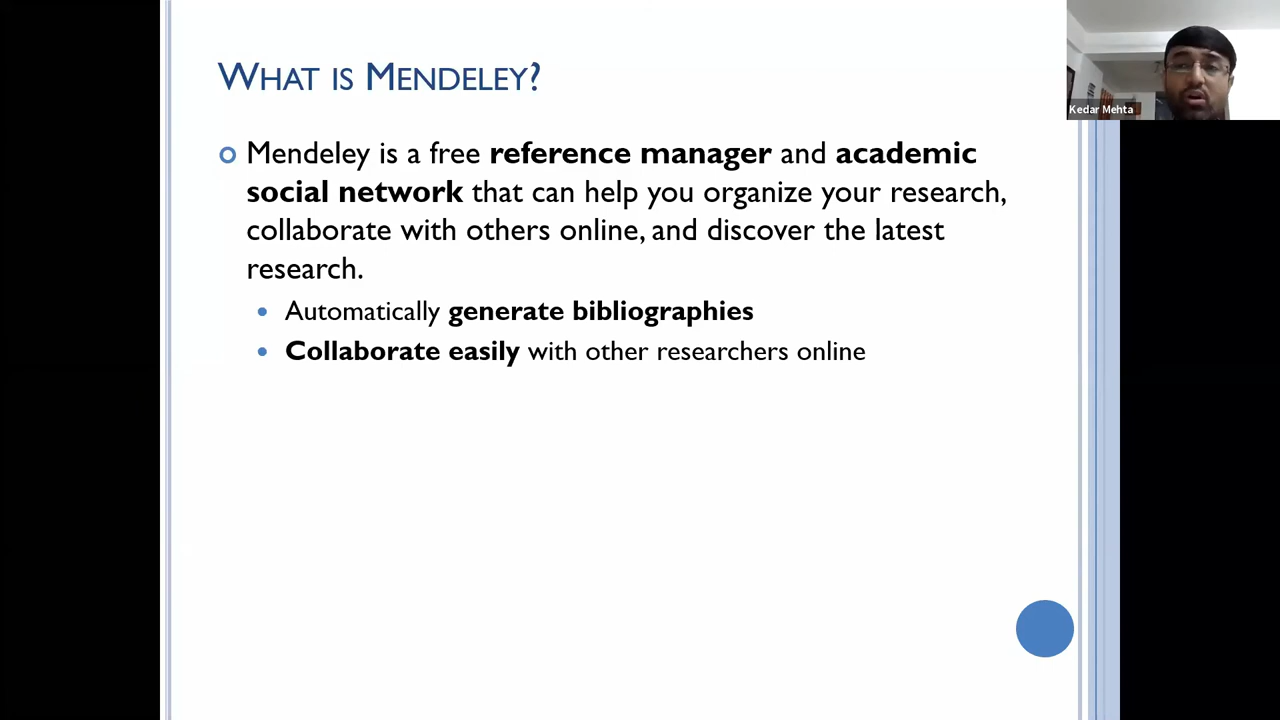 WHAT IS MENDELEY?
Mendeley is a free reference manager and academic
social network that can help you organize your research,
collaborate with others online, and discover the latest
research.
Automatically generate bibliographies
Collaborate easily with other researchers online
Kedar Mehta